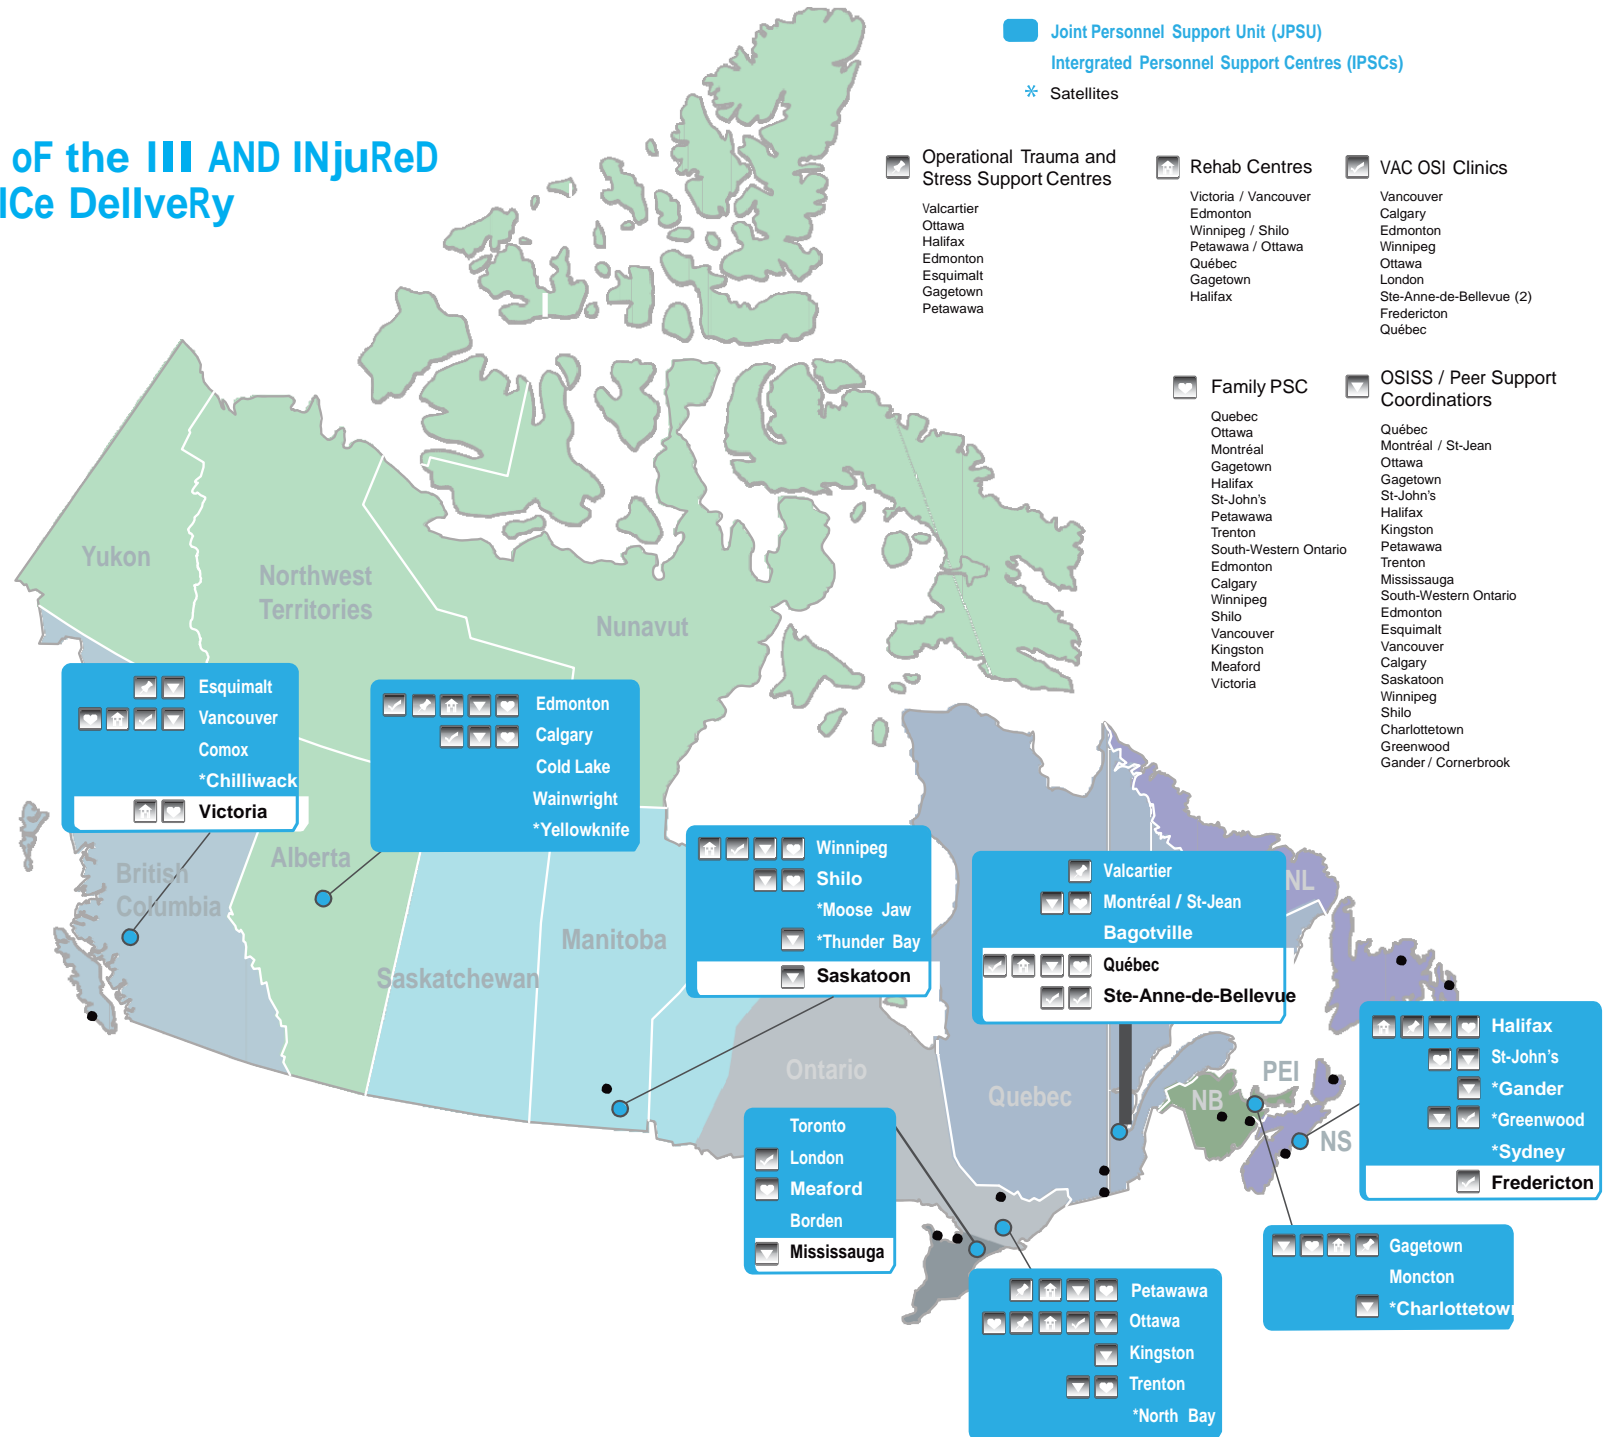 Joint Personnel Support Unit (JPSU)
Intergrated Personnel Support Centres (IPSCs)
* Satellites
oF the Ill AND INjuReD
ICe DelIveRy
Operational Trauma and
Stress Support Centres
Valcartier
Ottawa
Halifax
Edmonton
Esquimalt
Gagetown
Petawawa
Rehab Centres
Victoria / Vancouver
Edmonton
Winnipeg / Shilo
Petawawa / Ottawa
Québec
Gagetown
Halifax
VAC OSI Clinics
Vancouver
Calgary
Edmonton
Winnipeg
Ottawa
London
Ste-Anne-de-Bellevue (2)
Fredericton
Québec
Family PSC
Quebec
Ottawa
Montréal
Gagetown
Halifax
St-John's
Petawawa
Trenton
South-Western Ontario
Edmonton
Calgary
Winnipeg
Shilo
Vancouver
Kingston
Meaford
Victoria
OSISS / Peer Support
Coordinatiors
Québec
Montréal / St-Jean
Ottawa
Gagetown
St-John's
Halifax
Kingston
Petawawa
Trenton
Mississauga
South-Western Ontario
Edmonton
Esquimalt
Vancouver
Calgary
Saskatoon
Winnipeg
Shilo
Charlottetown
Greenwood
Gander / Cornerbrook
Yukon
Northwest
Territories
Nunavut
British
Columbia
Alberta
Saskatchewan
Manitoba
Ontario
Quebec
NL
PEI
NB
NS
Esquimalt
Vancouver
Comox
*Chilliwack
Victoria
Edmonton
Calgary
Cold Lake
Wainwright
*Yellowknife
Winnipeg
Shilo
*Moose Jaw
*Thunder Bay
Saskatoon
Valcartier
Montréal / St-Jean
Bagotville
Québec
Ste-Anne-de-Bellevue
Halifax
St-John's
*Gander
*Greenwood
*Sydney
Fredericton
Toronto
London
Meaford
Borden
Mississauga
Gagetown
Moncton
*Charlottetown
Petawawa
Ottawa
Kingston
Trenton
*North Bay